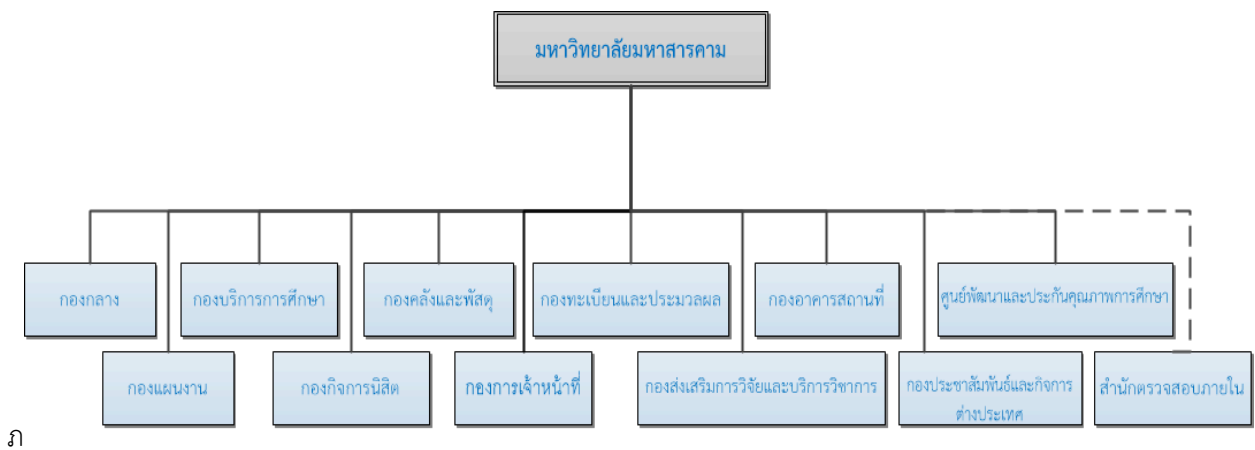 มหาวิทยาลัยมหาสารคาม
กองกลาง
กองบริการการศึกษา
กองคลังและพัสดุ
กองทะเบียนและประมวลผล
กองอาคารสถานที่
ศูนย์พัฒนาและประกันคุณภาพการศึกษา
กองแผนงาน
กองกิจการนิสิต
กองการเจ้าหน้าที่
กองส่งเสริมการวิจัยและบริการวิชาการ
กองประชาสัมพันธ์และกิจการ
ต่างประเทศ
สำนักตรวจสอบภายใน
ภ